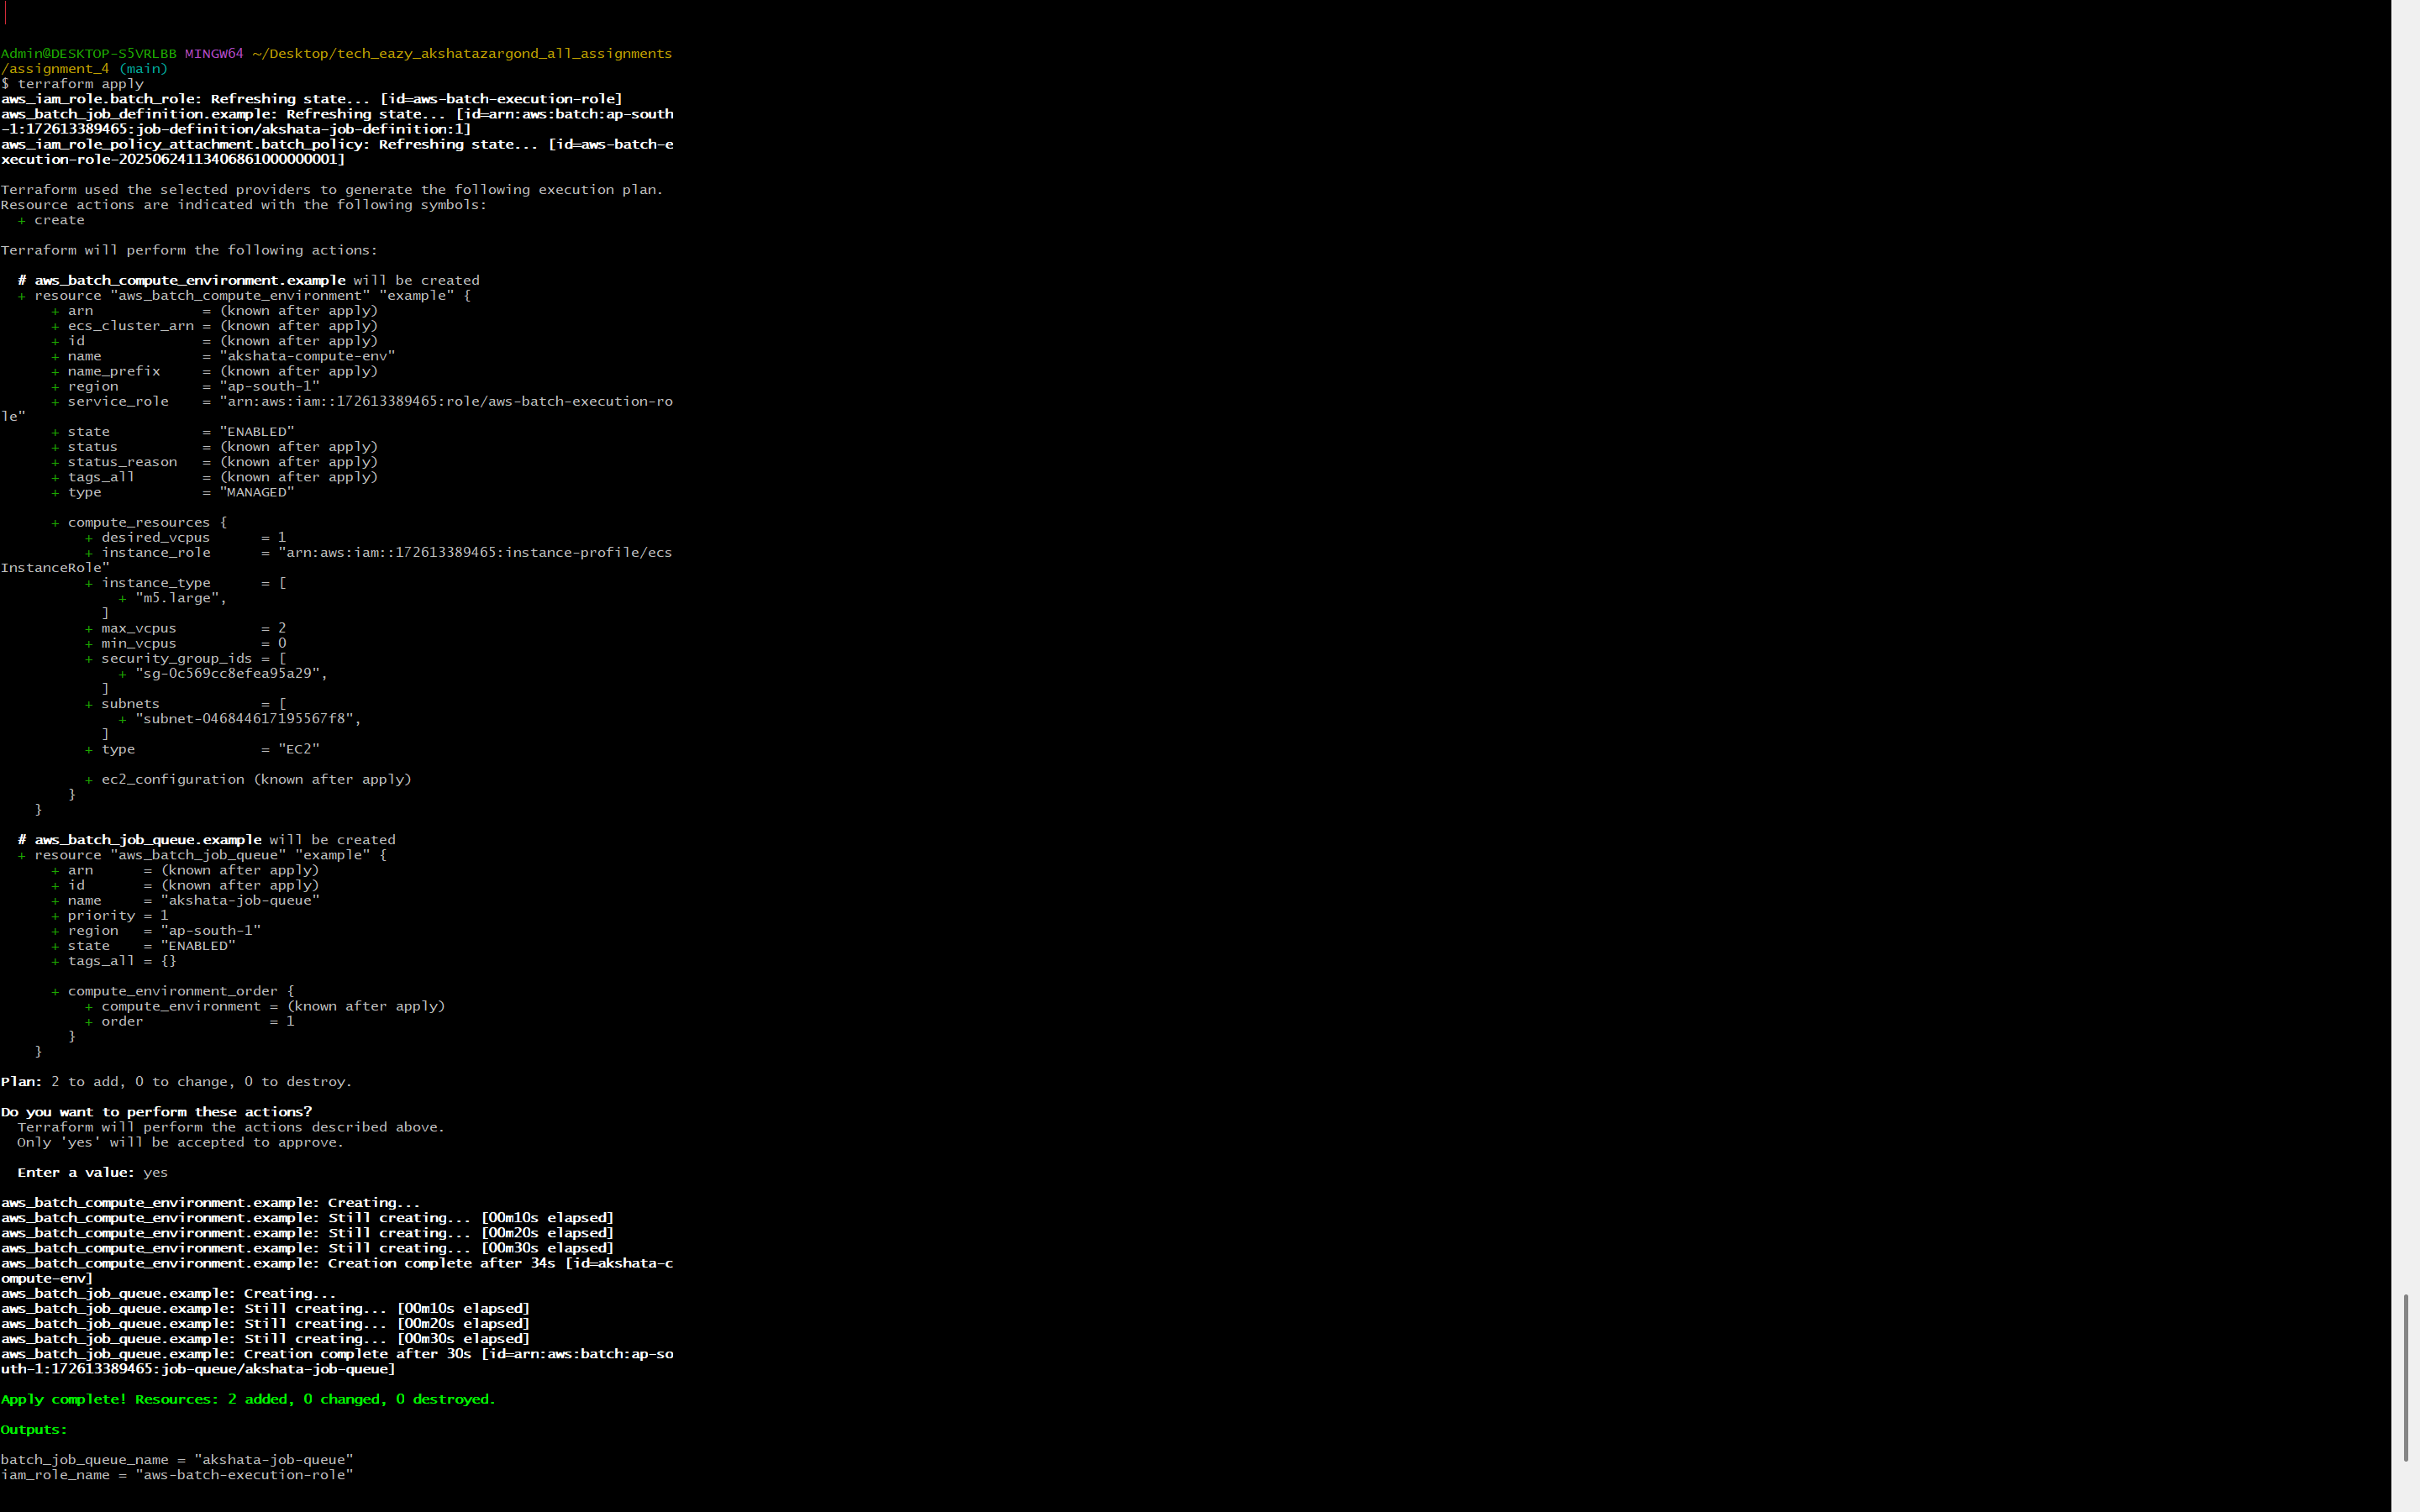 Admin@DESKTOP-S5VRLBB MINGW64 ~/Desktop/tech_eazy_akshatazargond_all_assignments
/assignment_4 (main)
$ terraform apply
aws_iam_role.batch_role: Refreshing state... [id=aws-batch-execution-role]
aws_batch_job_definition.example: Refreshing state... [id=arn:aws:batch:ap-south
-1:172613389465:job-definition/akshata-job-definition:1]
aws_iam_role_policy_attachment.batch_policy: Refreshing state... [id=aws-batch-e
xecution-role-20250624113406861000000001]

Terraform used the selected providers to generate the following execution plan.
Resource actions are indicated with the following symbols:
  + create

Terraform will perform the following actions:

  # aws_batch_compute_environment.example will be created
  + resource "aws_batch_compute_environment" "example" {
      + arn             = (known after apply)
      + ecs_cluster_arn = (known after apply)
      + id              = (known after apply)
      + name            = "akshata-compute-env"
      + name_prefix     = (known after apply)
      + region          = "ap-south-1"
      + service_role    = "arn:aws:iam::172613389465:role/aws-batch-execution-ro
le"
      + state           = "ENABLED"
      + status          = (known after apply)
      + status_reason   = (known after apply)
      + tags_all        = (known after apply)
      + type            = "MANAGED"

      + compute_resources {
          + desired_vcpus      = 1
          + instance_role      = "arn:aws:iam::172613389465:instance-profile/ecs
InstanceRole"
          + instance_type      = [
              + "m5.large",
            ]
          + max_vcpus          = 2
          + min_vcpus          = 0
          + security_group_ids = [
              + "sg-0c569cc8efea95a29",
            ]
          + subnets            = [
              + "subnet-046844617195567f8",
            ]
          + type               = "EC2"

          + ec2_configuration (known after apply)
        }
    }

  # aws_batch_job_queue.example will be created
  + resource "aws_batch_job_queue" "example" {
      + arn      = (known after apply)
      + id       = (known after apply)
      + name     = "akshata-job-queue"
      + priority = 1
      + region   = "ap-south-1"
      + state    = "ENABLED"
      + tags_all = {}

      + compute_environment_order {
          + compute_environment = (known after apply)
          + order               = 1
        }
    }

Plan: 2 to add, 0 to change, 0 to destroy.

Do you want to perform these actions?
  Terraform will perform the actions described above.
  Only 'yes' will be accepted to approve.

  Enter a value: yes

aws_batch_compute_environment.example: Creating...
aws_batch_compute_environment.example: Still creating... [00m10s elapsed]
aws_batch_compute_environment.example: Still creating... [00m20s elapsed]
aws_batch_compute_environment.example: Still creating... [00m30s elapsed]
aws_batch_compute_environment.example: Creation complete after 34s [id=akshata-c
ompute-env]
aws_batch_job_queue.example: Creating...
aws_batch_job_queue.example: Still creating... [00m10s elapsed]
aws_batch_job_queue.example: Still creating... [00m20s elapsed]
aws_batch_job_queue.example: Still creating... [00m30s elapsed]
aws_batch_job_queue.example: Creation complete after 30s [id=arn:aws:batch:ap-so
uth-1:172613389465:job-queue/akshata-job-queue]

Apply complete! Resources: 2 added, 0 changed, 0 destroyed.

Outputs:

batch_job_queue_name = "akshata-job-queue"
iam_role_name = "aws-batch-execution-role"